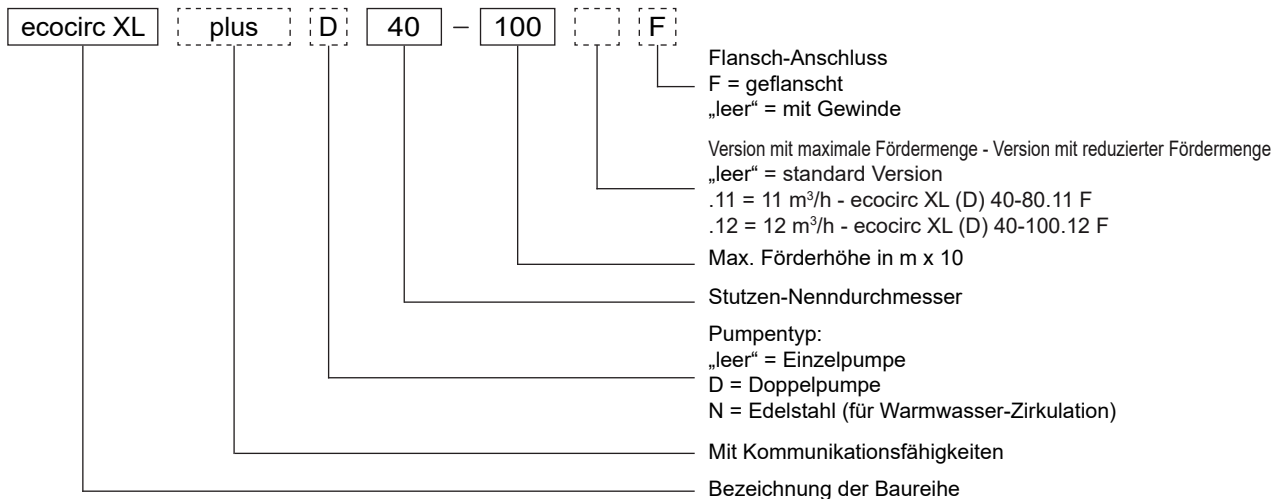 ecocirc XL plus D 40 – 100 F
Flansch-Anschluss
F = geflanscht
„leer“ = mit Gewinde
Version mit maximale Fördermenge - Version mit reduzierter Fördermenge
„leer“ = standard Version
.11 = 11 m³/h - ecocirc XL (D) 40-80.11 F
.12 = 12 m³/h - ecocirc XL (D) 40-100.12 F
Max. Förderhöhe in m x 10
Stutzen-Nenndurchmesser
Pumpentyp:
„leer“ = Einzelpumpe
D = Doppelpumpe
N = Edelstahl (für Warmwasser-Zirkulation)
Mit Kommunikationsfähigkeiten
Bezeichnung der Baureihe